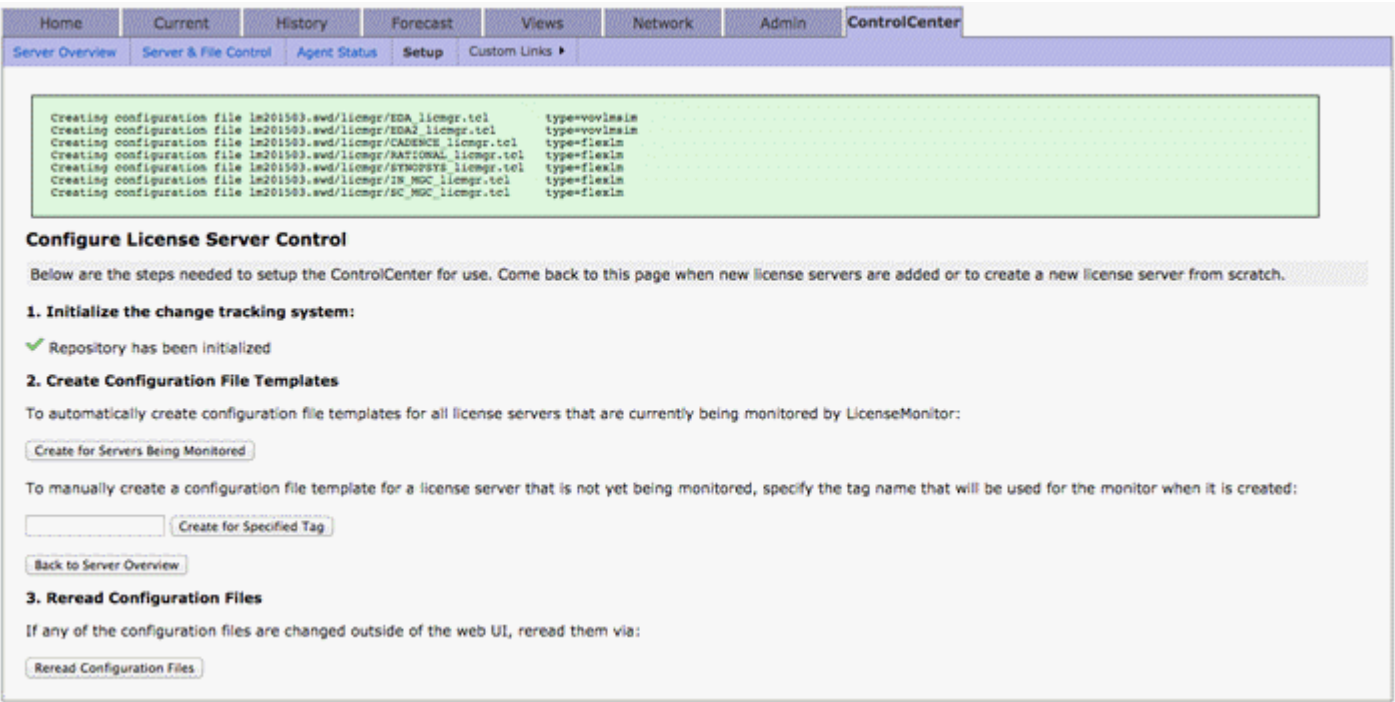 Home Current History Forecast Views Network Admin ControlCenter
Server Overview Server & File Control Agent Status Setup Custom Links ▸
Creating configuration file lm201503.swd/licmgr/EDA_licmgr.tcl type=vovlmsim
Creating configuration file lm201503.swd/licmgr/EDA2_licmgr.tcl type=vovlmsim
Creating configuration file lm201503.swd/licmgr/CADENCE_licmgr.tcl type=flexlm
Creating configuration file lm201503.swd/licmgr/RATIONAL_licmgr.tcl type=flexlm
Creating configuration file lm201503.swd/licmgr/SYNOPSYS_licmgr.tcl type=flexlm
Creating configuration file lm201503.swd/licmgr/IN_MGC_licmgr.tcl type=flexlm
Creating configuration file lm201503.swd/licmgr/SC_MGC_licmgr.tcl type=flexlm
Configure License Server Control
Below are the steps needed to setup the ControlCenter for use. Come back to this page when new license servers are added or to create a new license server from scratch.
1. Initialize the change tracking system:
Repository has been initialized
2. Create Configuration File Templates
To automatically create configuration file templates for all license servers that are currently being monitored by LicenseMonitor:
Create for Servers Being Monitored
To manually create a configuration file template for a license server that is not yet being monitored, specify the tag name that will be used for the monitor when it is created:
Create for Specified Tag
Back to Server Overview
3. Reread Configuration Files
If any of the configuration files are changed outside of the web UI, reread them via:
Reread Configuration Files